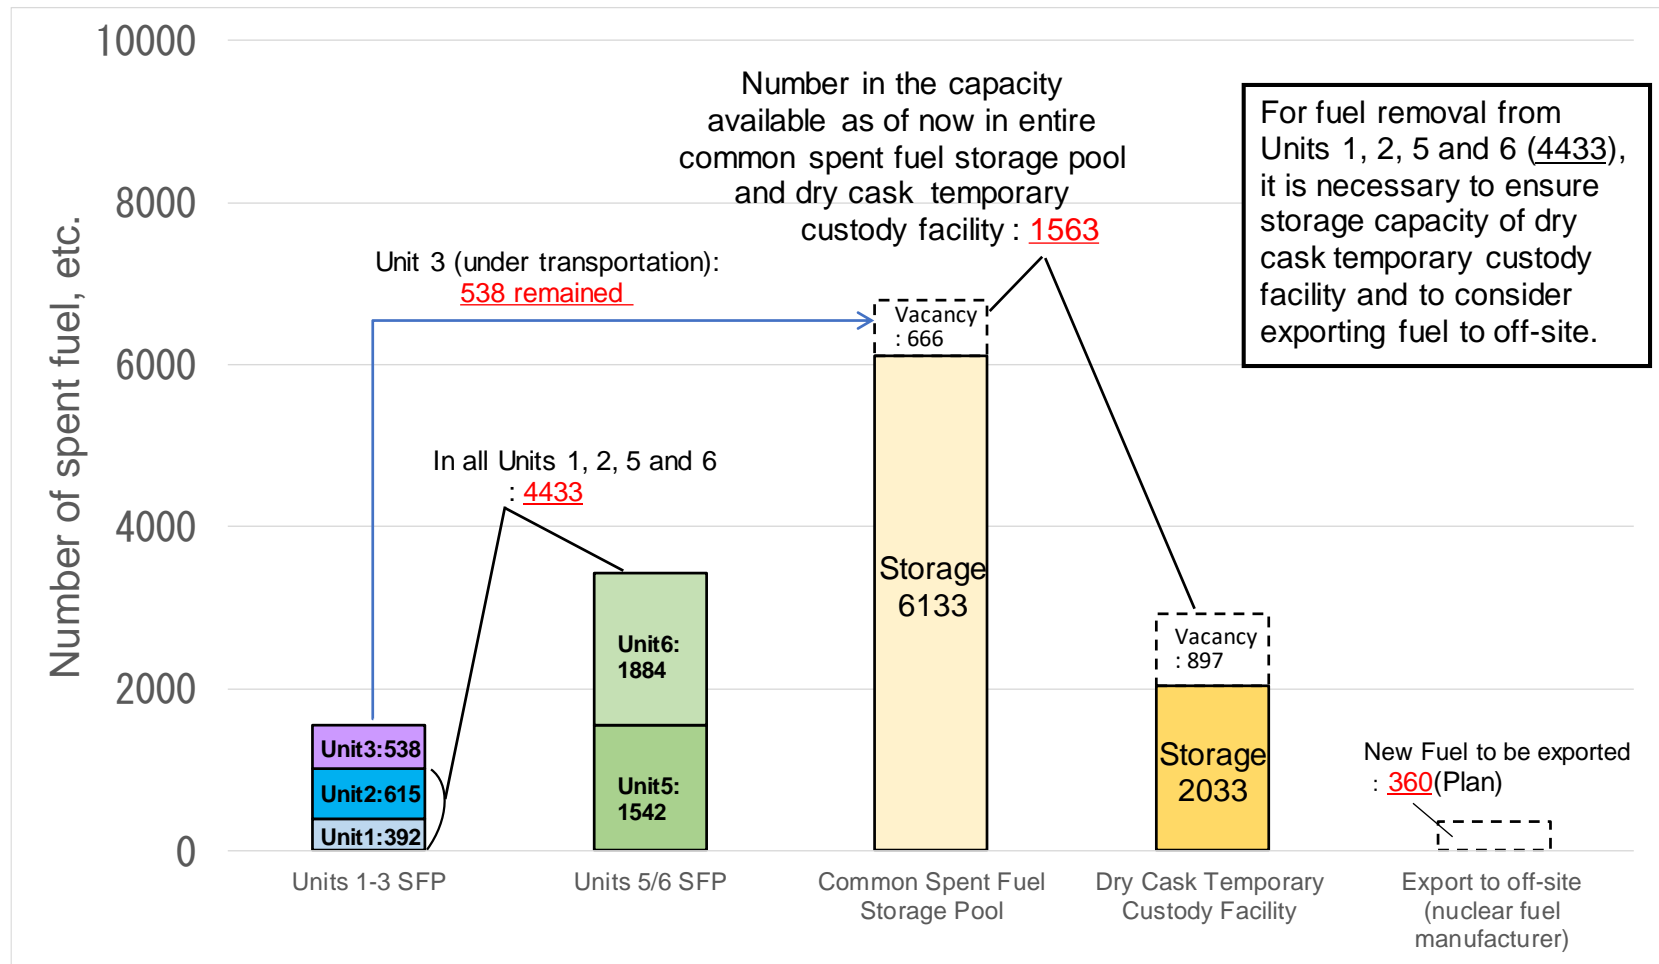 Number of spent fuel, etc.
10000
8000
6000
4000
2000
0
Number in the capacity
available as of now in entire
common spent fuel storage pool
and dry cask temporary
custody facility : 1563
For fuel removal from
Units 1, 2, 5 and 6 (4433),
it is necessary to ensure
storage capacity of dry
cask temporary custody
facility and to consider
exporting fuel to off-site.
Unit 3 (under transportation):
538 remained
Vacancy
: 666
In all Units 1, 2, 5 and 6
: 4433
Storage
6133
Unit6:
1884
Unit5:
1542
Unit3:538
Unit2:615
Unit1:392
Vacancy
: 897
Storage
2033
New Fuel to be exported
: 360(Plan)
Units 1-3 SFP
Units 5/6 SFP
Common Spent Fuel
Storage Pool
Dry Cask Temporary
Custody Facility
Export to off-site
(nuclear fuel
manufacturer)